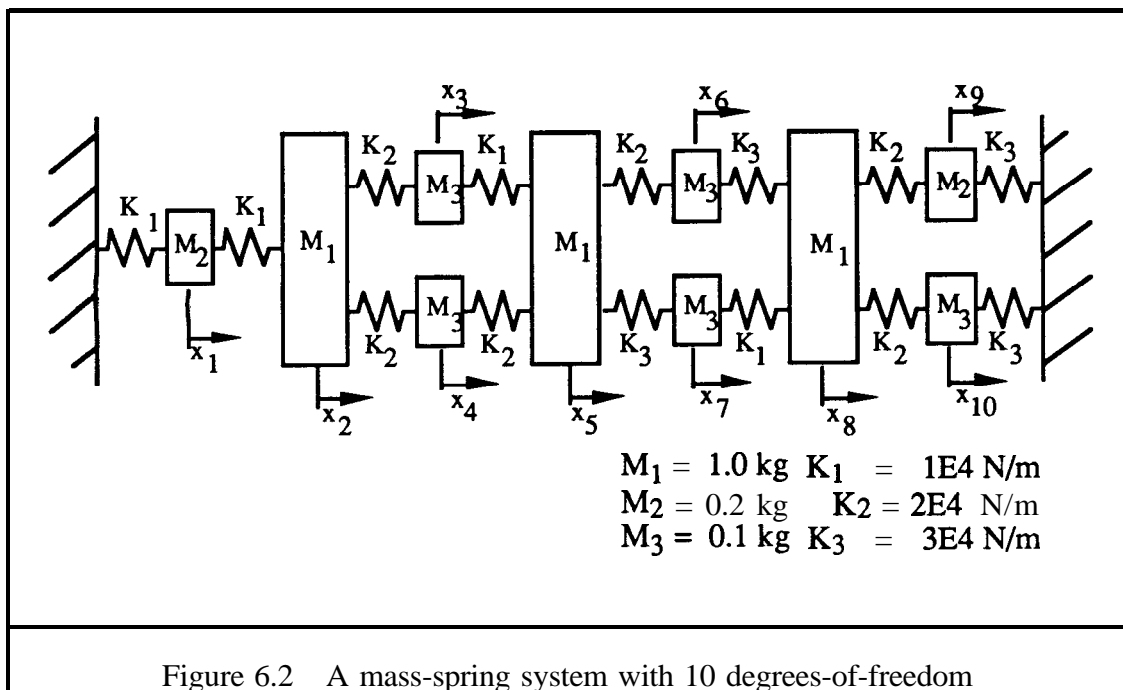 x3 x6 x9
K2 K1 K2 K3 K2 K3
M3 M3 M2
K1 K1
M2 M1 M1 M1
M3 M3 M3
K2 K2 K3 K1 K2 K3
x1
x2 x4 x5 x7 x8 x10
M1 = 1.0 kg K1 = 1E4 N/m
M2 = 0.2 kg K2 = 2E4 N/m
M3 = 0.1 kg K3 = 3E4 N/m
Figure 6.2 A mass-spring system with 10 degrees-of-freedom